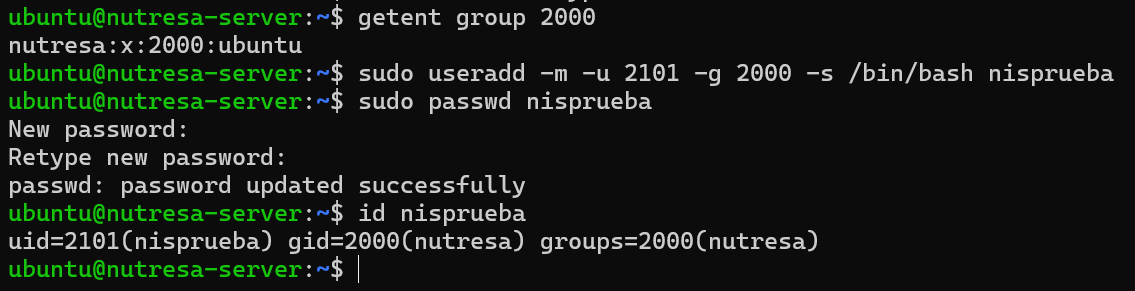 ubuntu@nutresa-server:~$ getent group 2000
nutresa:x:2000:ubuntu
ubuntu@nutresa-server:~$ sudo useradd -m -u 2101 -g 2000 -s /bin/bash nisprueba
ubuntu@nutresa-server:~$ sudo passwd nisprueba
New password:
Retype new password:
passwd: password updated successfully
ubuntu@nutresa-server:~$ id nisprueba
uid=2101(nisprueba) gid=2000(nutresa) groups=2000(nutresa)
ubuntu@nutresa-server:~$